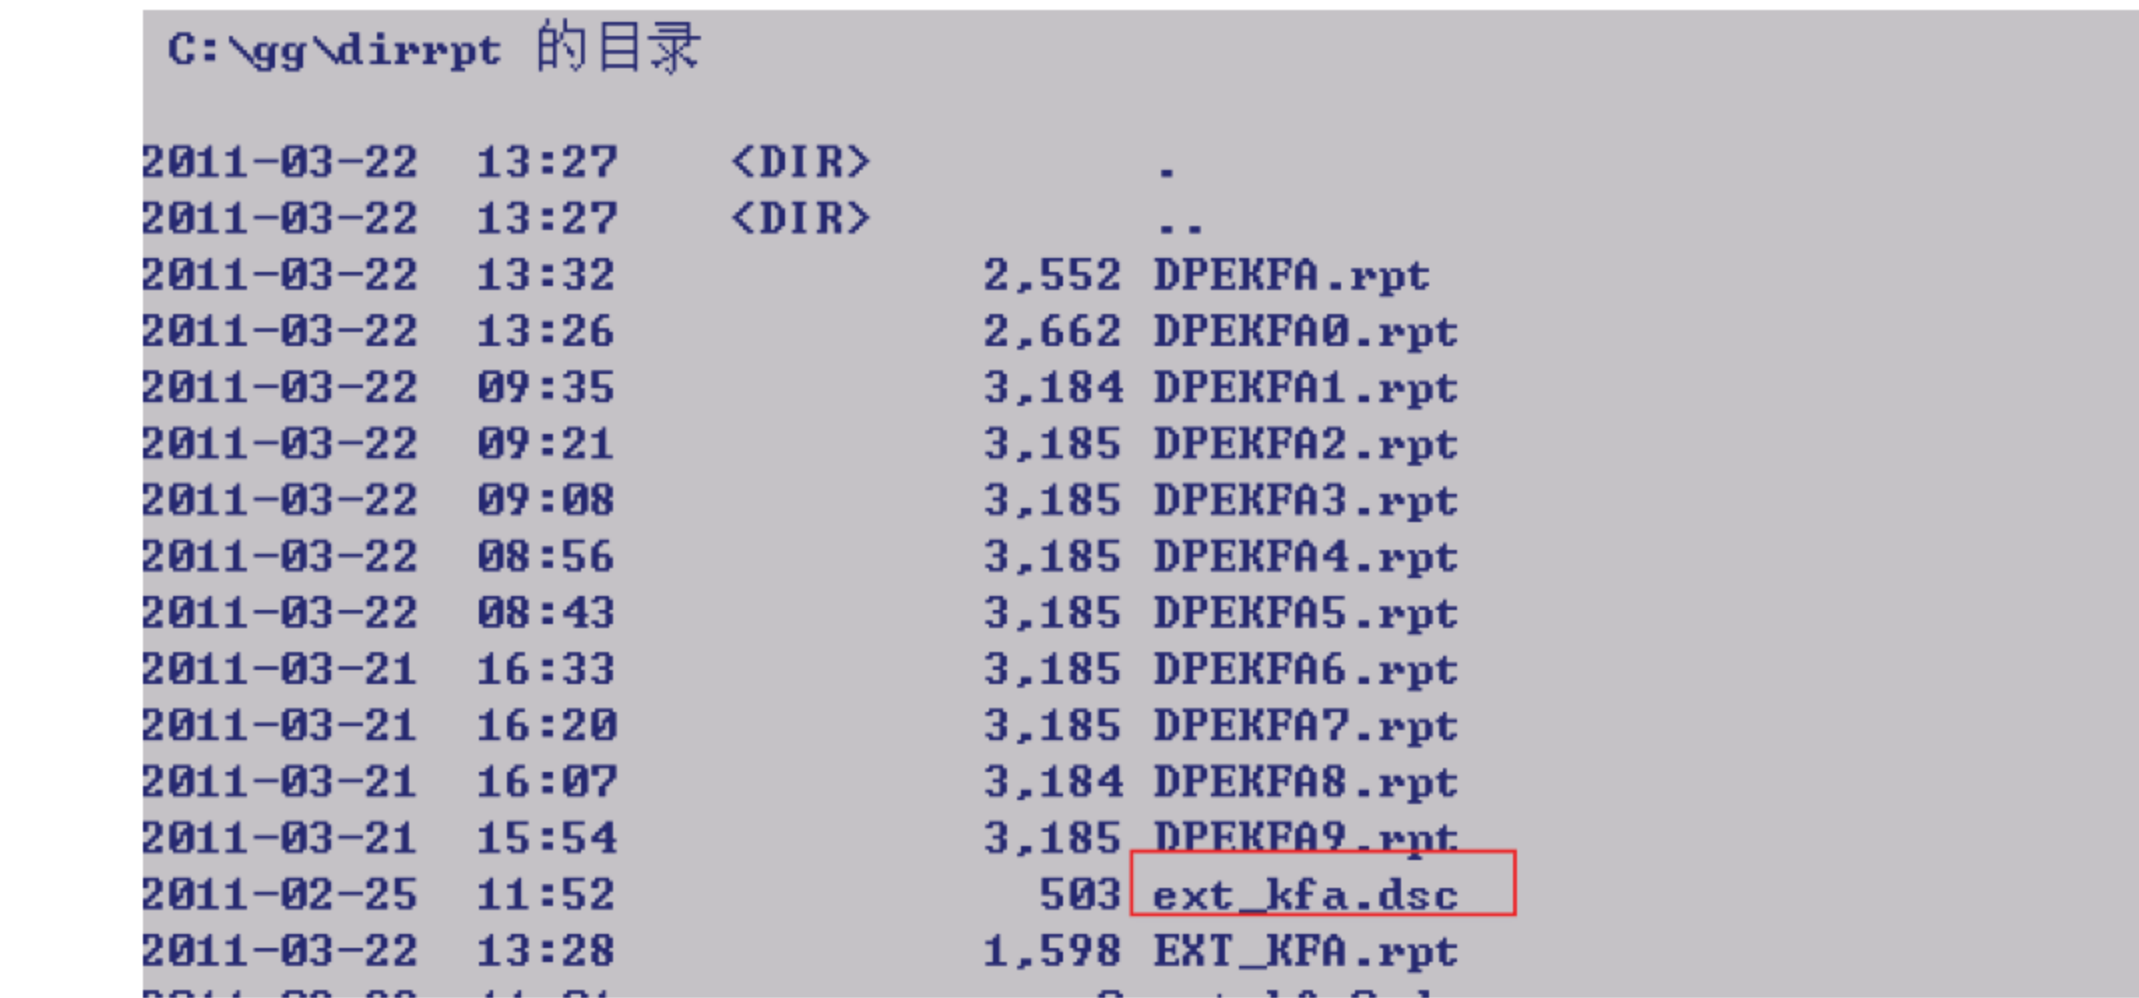 C:\gg\dirrpt 的目录
2011-03-22  13:27    <DIR>          .
2011-03-22  13:27    <DIR>          ..
2011-03-22  13:32             2,552 DPEKFA.rpt
2011-03-22  13:26             2,662 DPEKFA0.rpt
2011-03-22  09:35             3,184 DPEKFA1.rpt
2011-03-22  09:21             3,185 DPEKFA2.rpt
2011-03-22  09:08             3,185 DPEKFA3.rpt
2011-03-22  08:56             3,185 DPEKFA4.rpt
2011-03-22  08:43             3,185 DPEKFA5.rpt
2011-03-21  16:33             3,185 DPEKFA6.rpt
2011-03-21  16:20             3,185 DPEKFA7.rpt
2011-03-21  16:07             3,184 DPEKFA8.rpt
2011-03-21  15:54             3,185 DPEKFA9.rpt
2011-02-25  11:52               503 ext_kfa.dsc
2011-03-22  13:28             1,598 EXT_KFA.rpt